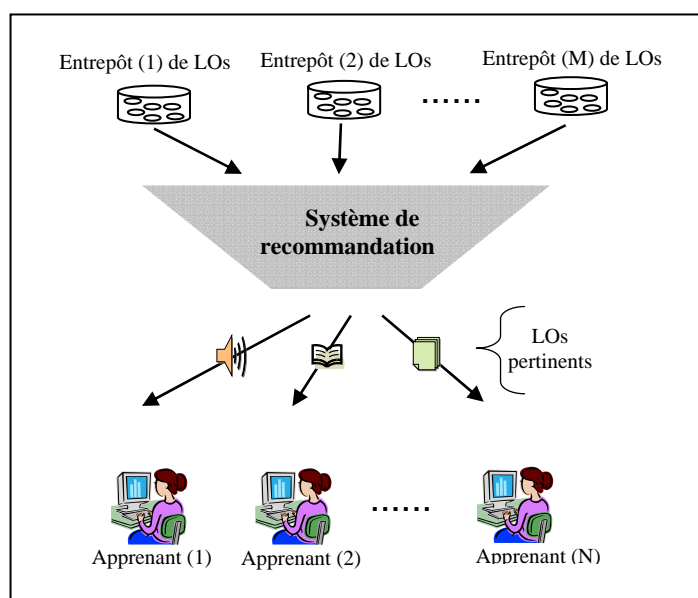 Entrepôt (1) de LOs
Entrepôt (2) de LOs
Entrepôt (M) de LOs
......
Système de
recommandation
LOs
pertinents
......
Apprenant (1)
Apprenant (2)
Apprenant (N)